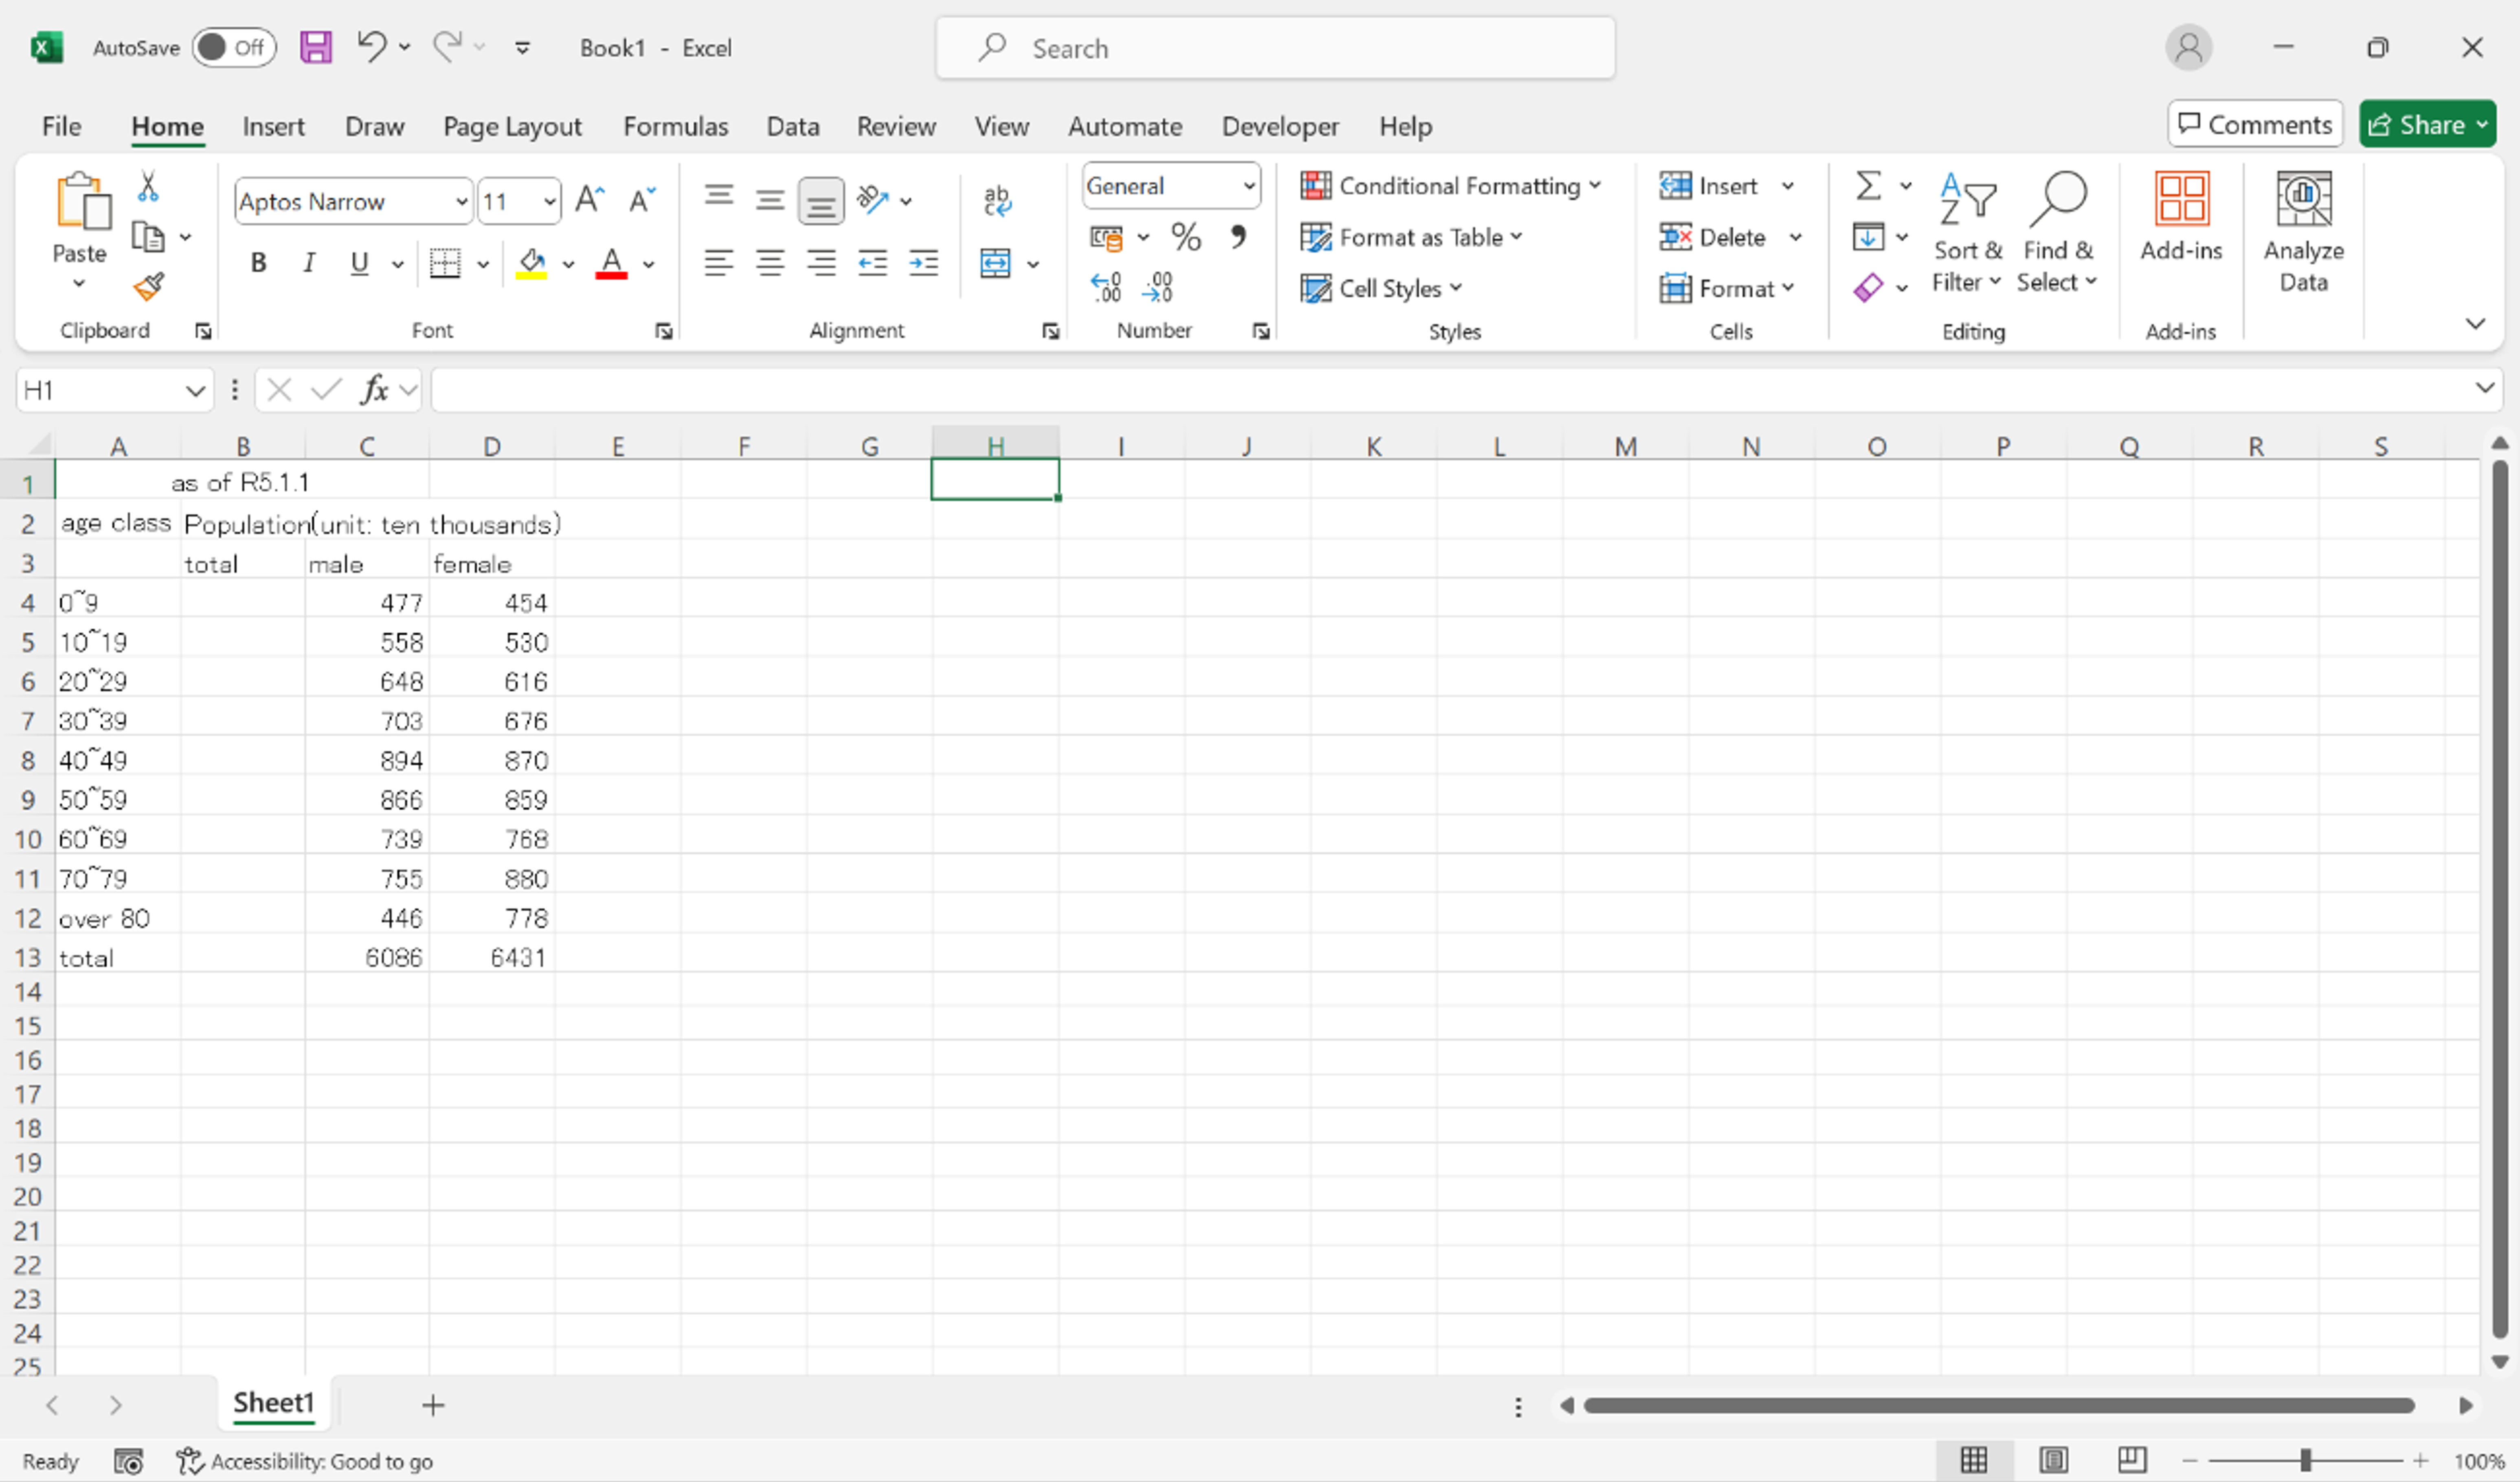 AutoSave Off Book1 - Excel Search
File Home Insert Draw Page Layout Formulas Data Review View Automate Developer Help Comments Share
Paste Aptos Narrow 11 General Conditional Formatting Insert Sort & Filter Find & Select Add-ins Analyze Data
B I U A % , Format as Table Delete
Cell Styles Format
Clipboard Font Alignment Number Styles Cells Editing Add-ins
H1 fx
A B C D E F G H I J K L M N O P Q R S
1 as of R5.1.1
2 age class Population(unit: ten thousands)
3 total male female
4 0~9 477 454
5 10~19 558 530
6 20~29 648 616
7 30~39 703 676
8 40~49 894 870
9 50~59 866 859
10 60~69 739 768
11 70~79 755 880
12 over 80 446 778
13 total 6086 6431
14
15
16
17
18
19
20
21
22
23
24
25
Sheet1
Ready Accessibility: Good to go 100%